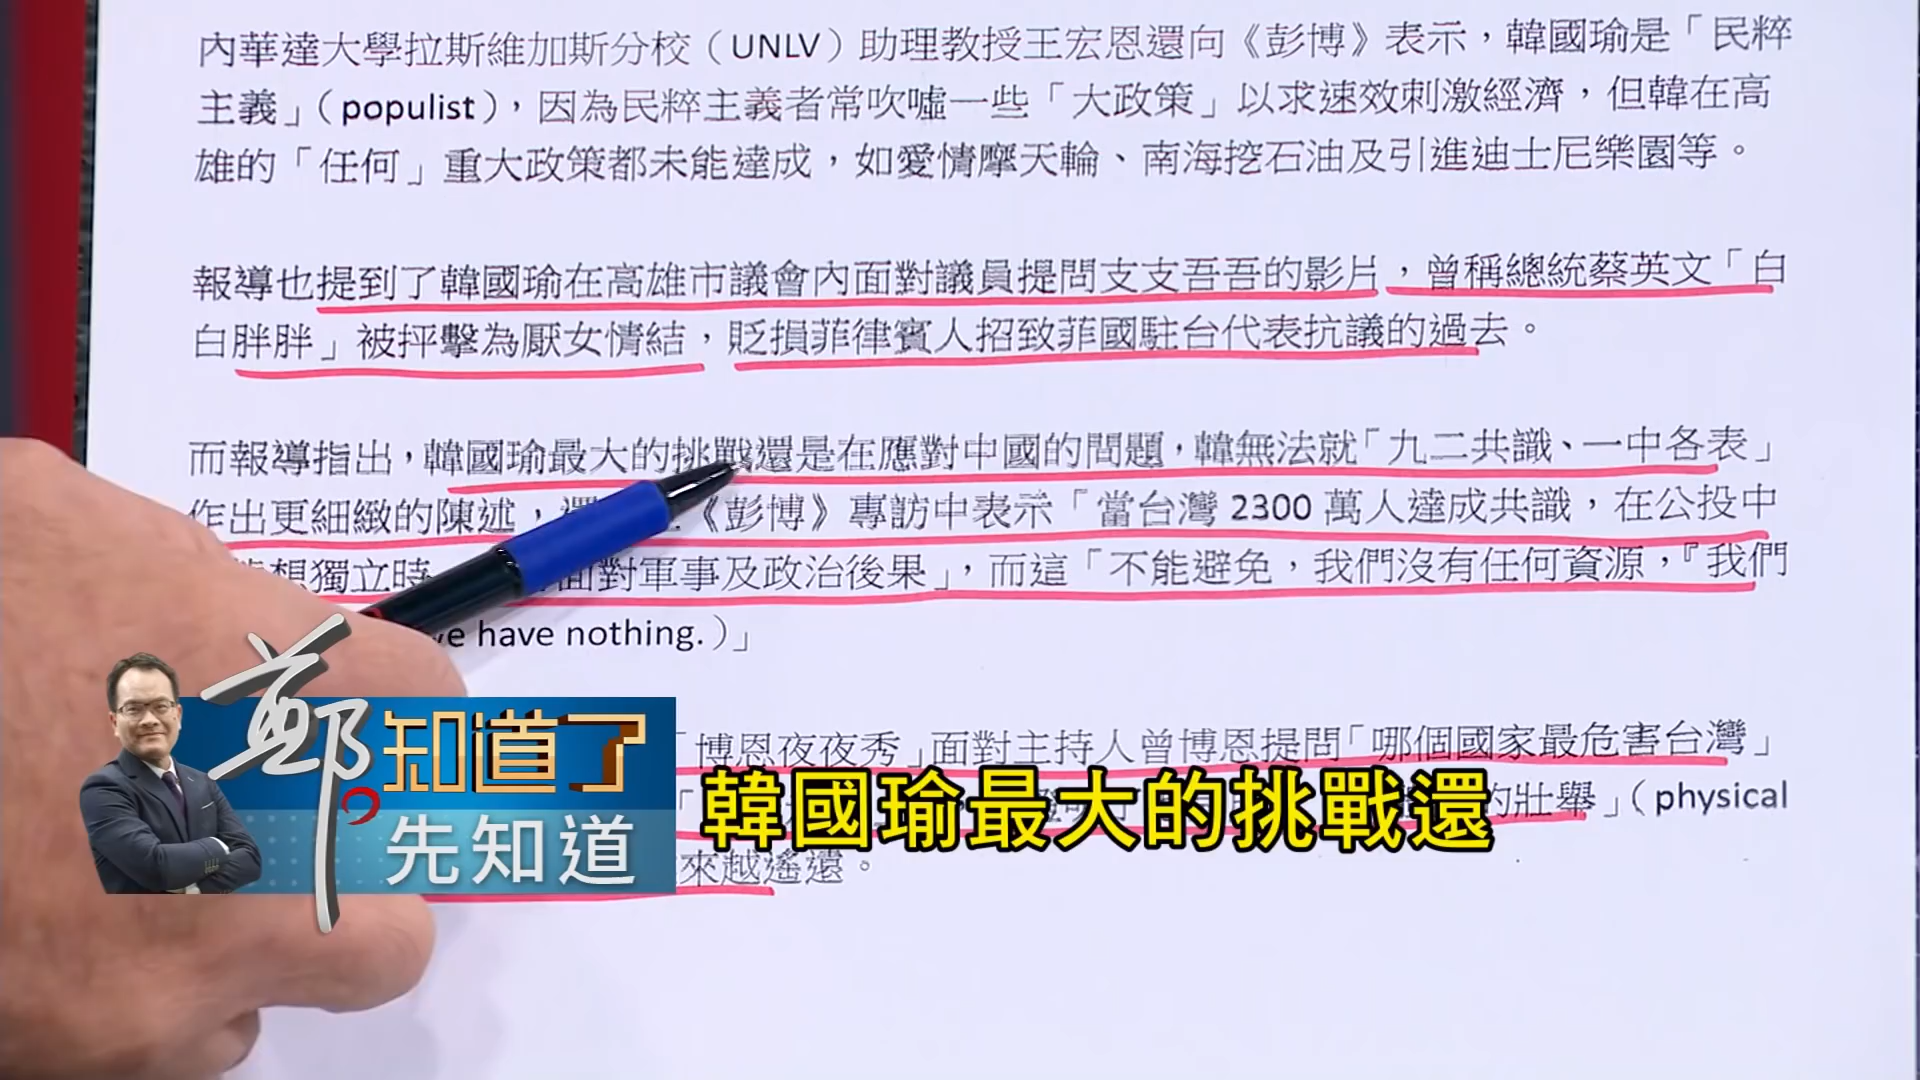 內華達大學拉斯維加斯分校（UNLV）助理教授王宏恩還向《彭博》表示，韓國瑜是「民粹
主義」（populist），因為民粹主義者常吹噓一些「大政策」以求速效刺激經濟，但韓在高
雄的「任何」重大政策都未能達成，如愛情摩天輪、南海挖石油及引進迪士尼樂園等。
報導也提到了韓國瑜在高雄市議會內面對議員提問支支吾吾的影片，曾稱總統蔡英文「白
白胖胖」被抨擊為厭女情結，貶損菲律賓人招致菲國駐台代表抗議的過去。
而報導指出，韓國瑜最大的挑戰還是在應對中國的問題，韓無法就「九二共識、一中各表」
作出更細緻的陳述，《彭博》專訪中表示「當台灣 2300 萬人達成共識，在公投中
想獨立時 面對軍事及政治後果」，而這「不能避免，我們沒有任何資源，『我們
we have nothing.）」
「博恩夜夜秀」面對主持人曾博恩提問「哪個國家最危害台灣」
的壯舉」（physical
來越遙遠。
鄭知道了
先知道
韓國瑜最大的挑戰還